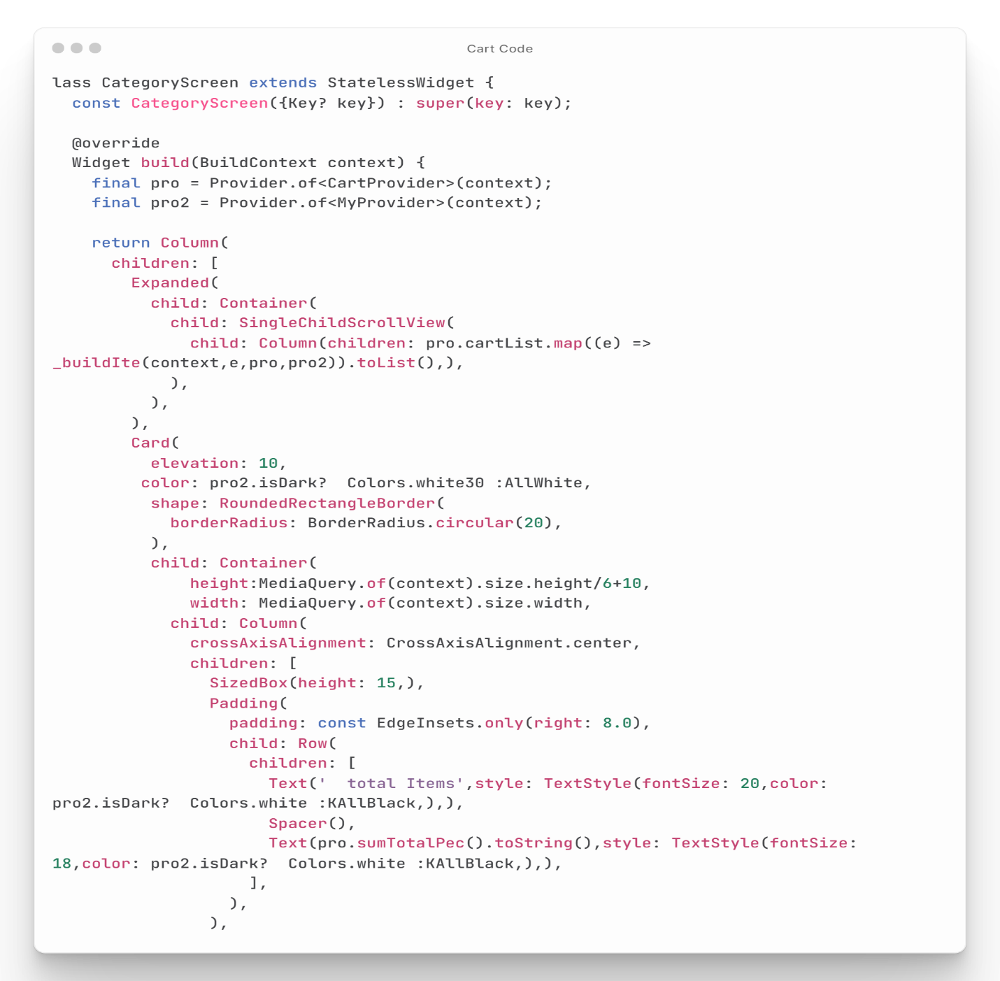 Cart Code
lass CategoryScreen extends StatelessWidget {
  const CategoryScreen({Key? key}) : super(key: key);

  @override
  Widget build(BuildContext context) {
    final pro = Provider.of<CartProvider>(context);
    final pro2 = Provider.of<MyProvider>(context);

    return Column(
      children: [
        Expanded(
          child: Container(
            child: SingleChildScrollView(
              child: Column(children: pro.cartList.map((e) =>
_buildIte(context,e,pro,pro2)).toList(),),
            ),
          ),
        ),
        Card(
          elevation: 10,
         color: pro2.isDark?  Colors.white30 :AllWhite,
          shape: RoundedRectangleBorder(
            borderRadius: BorderRadius.circular(20),
          ),
          child: Container(
              height:MediaQuery.of(context).size.height/6+10,
              width: MediaQuery.of(context).size.width,
            child: Column(
              crossAxisAlignment: CrossAxisAlignment.center,
              children: [
                SizedBox(height: 15,),
                Padding(
                  padding: const EdgeInsets.only(right: 8.0),
                  child: Row(
                    children: [
                      Text('  total Items',style: TextStyle(fontSize: 20,color:
pro2.isDark?  Colors.white :KAllBlack,),),
                      Spacer(),
                      Text(pro.sumTotalPec().toString(),style: TextStyle(fontSize:
18,color: pro2.isDark?  Colors.white :KAllBlack,),),
                    ],
                  ),
                ),